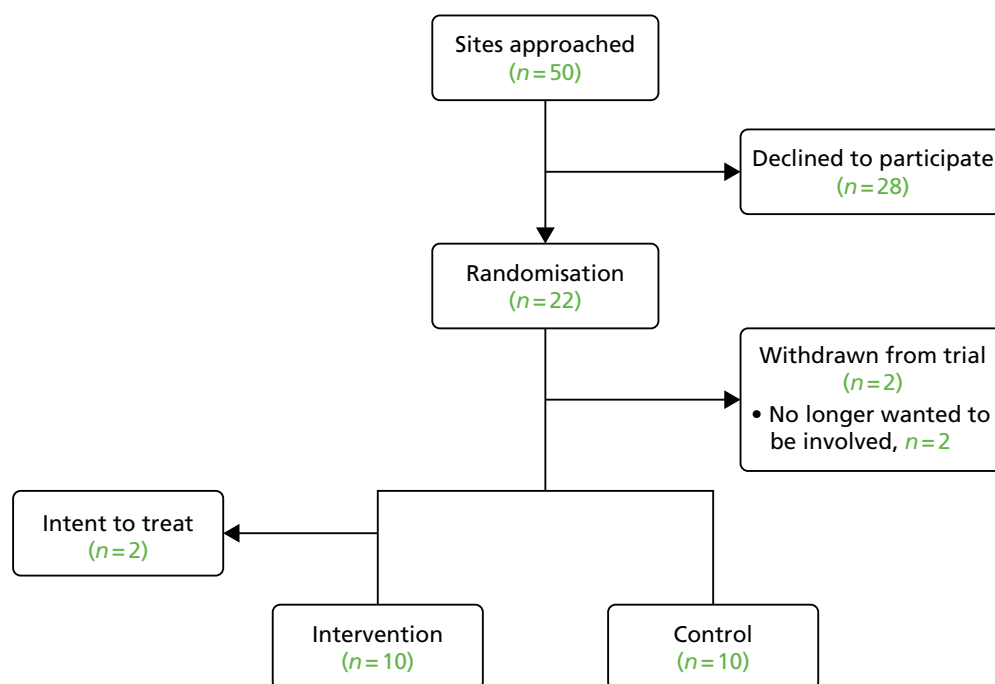 Sites approached
(n=50)
Declined to participate
(n=28)
Randomisation
(n=22)
Withdrawn from trial
(n=2)
• No longer wanted to
be involved, n=2
Intent to treat
(n=2)
Intervention
(n=10)
Control
(n=10)